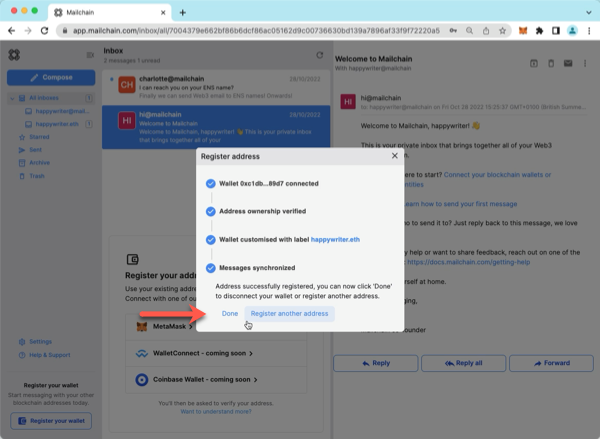 Mailchain
app.mailchain.com/inbox/all/7004379e662bf86b6dcf86ac05162d9c00736630bd139a7896af33f9f72220a5
Compose
All inboxes 1
happywriter@mail...
happywriter.eth 1
Starred
Sent
Archive
Trash
Settings
Help & Support
Register your wallet
Start messaging with your other
blockchain addresses today.
Register your wallet
Inbox
2 messages 1 unread
CH
charlotte@mailchain 29/10/2022
I can reach you on your ENS name?
Finally we can send Web3 email to ENS names! Onwards!
HI
hi@mailchain 28/10/2022
Welcome to Mailchain
Welcome to Mailchain, happywriter! 👋 This is your private inbox
that brings together all of your
Register your addr
Use your existing addre
Connect with one of ou
MetaMask
WalletConnect - coming soon
Coinbase Wallet - coming soon
You'll then be asked to verify your address.
Want to understand more?
Register address
Wallet 0xc1db...89d7 connected
Address ownership verified
Wallet customised with label happywriter.eth
Messages synchronized
Address successfully registered, you can now click 'Done'
to disconnect your wallet or register another address.
Done
Register another address
Welcome to Mailchain
With happywriter@mailchain
HI
hi@mailchain
to: happywriter@mailchain on Fri Oct 28 2022
(British Summe...
Welcome to Mailchain, happywriter! 👋
This is your private inbox that brings together all of your Web3
ere to start? Connect your blockchain wallets or
entities
earn how to send your first message
o to send it to? Just reply back to this message, we love
help or want to share feedback, reach out on one of the
https://docs.mailchain.com/getting-help
urself at home.
ging,
ounder
Reply
Reply all
Forward